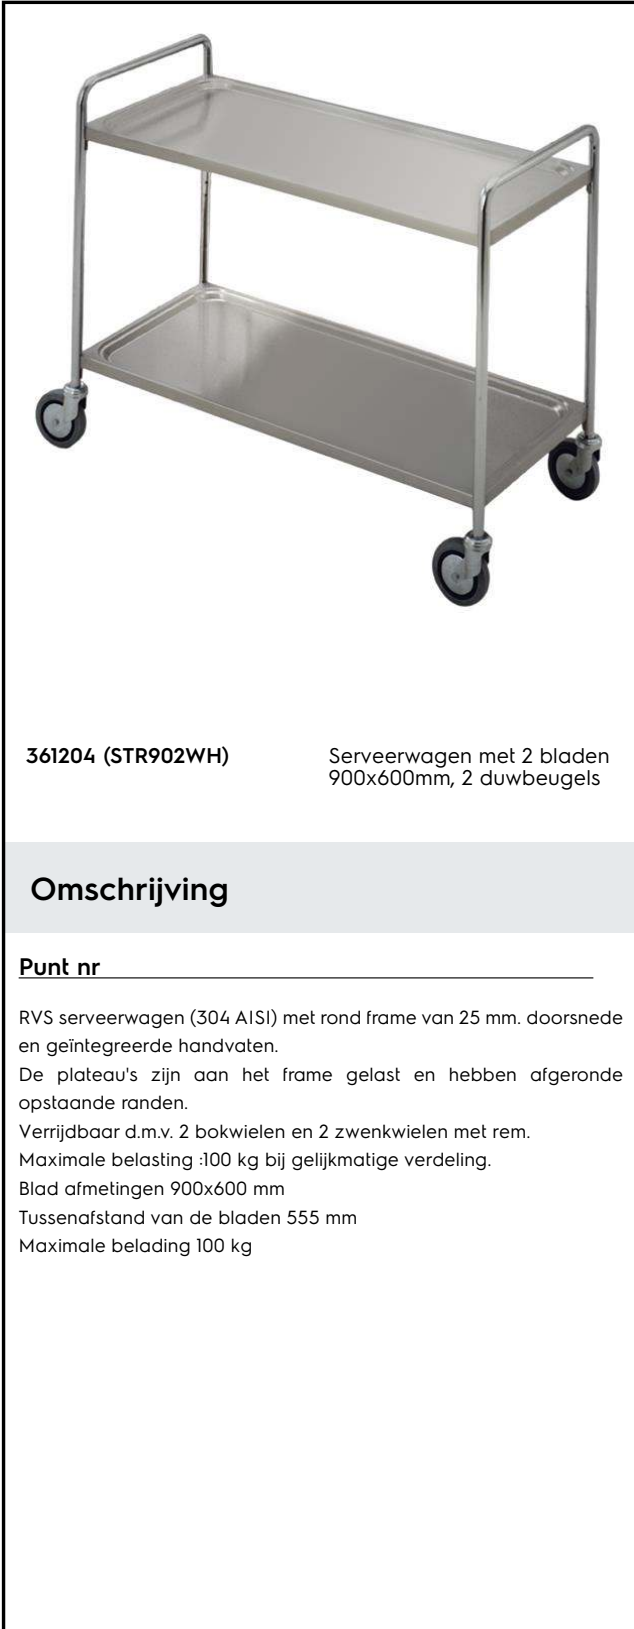 361204 (STR902WH)
Serveerwagen met 2 bladen
900x600mm, 2 duwbeugels
Omschrijving
Punt nr
RVS serveerwagen (304 AISI) met rond frame van 25 mm. doorsnede
en geïntegreerde handvaten.
De plateau's zijn aan het frame gelast en hebben afgeronde
opstaande randen.
Verrijdbaar d.m.v. 2 bokwielen en 2 zwenkwielen met rem.
Maximale belasting :100 kg bij gelijkmatige verdeling.
Blad afmetingen 900x600 mm
Tussenafstand van de bladen 555 mm
Maximale belading 100 kg